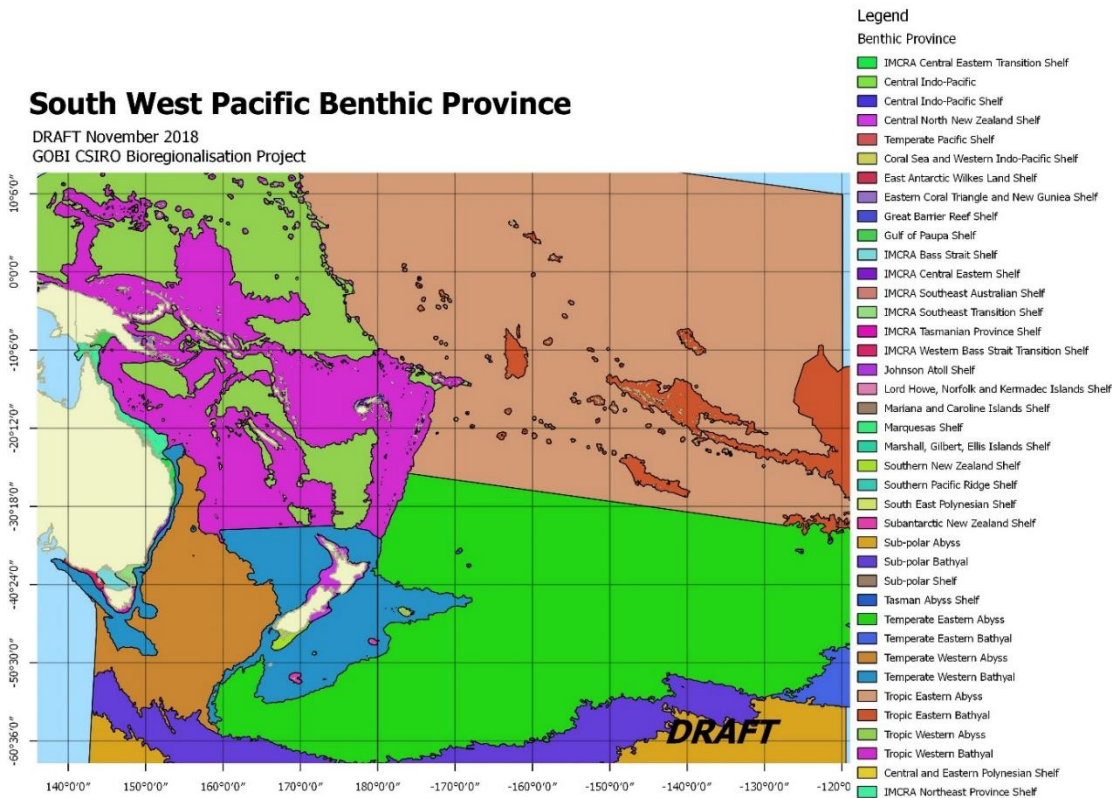 South West Pacific Benthic Province
DRAFT November 2018
GOBI CSIRO Bioregionalisation Project
Legend
Benthic Province
IMCRA Central Eastern Transition Shelf
Central Indo-Pacific
Central Indo-Pacific Shelf
Central North New Zealand Shelf
Temperate Pacific Shelf
Coral Sea and Western Indo-Pacific Shelf
East Antarctic Wilkes Land Shelf
Eastern Coral Triangle and New Guniea Shelf
Great Barrier Reef Shelf
Gulf of Paupa Shelf
IMCRA Bass Strait Shelf
IMCRA Central Eastern Shelf
IMCRA Southeast Australian Shelf
IMCRA Southeast Transition Shelf
IMCRA Tasmanian Province Shelf
IMCRA Western Bass Strait Transition Shelf
Johnson Atoll Shelf
Lord Howe, Norfolk and Kermadec Islands Shelf
Mariana and Caroline Islands Shelf
Marquesas Shelf
Marshall, Gilbert, Ellis Islands Shelf
Southern New Zealand Shelf
Southern Pacific Ridge Shelf
South East Polynesian Shelf
Subantarctic New Zealand Shelf
Sub-polar Abyss
Sub-polar Bathyal
Sub-polar Shelf
Tasman Abyss Shelf
Temperate Eastern Abyss
Temperate Eastern Bathyal
Temperate Western Abyss
Temperate Western Bathyal
Tropic Eastern Abyss
Tropic Eastern Bathyal
Tropic Western Abyss
Tropic Western Bathyal
Central and Eastern Polynesian Shelf
IMCRA Northeast Province Shelf
10°6'0"
0°0'0"
-10°6'0"
-20°12'0"
-30°18'0"
-40°24'0"
-50°30'0"
-60°36'0"
DRAFT
140°0'0"
150°0'0"
160°0'0"
170°0'0"
180°0'0"
-170°0'0"
-160°0'0"
-150°0'0"
-140°0'0"
-130°0'0"
-120°0'0"